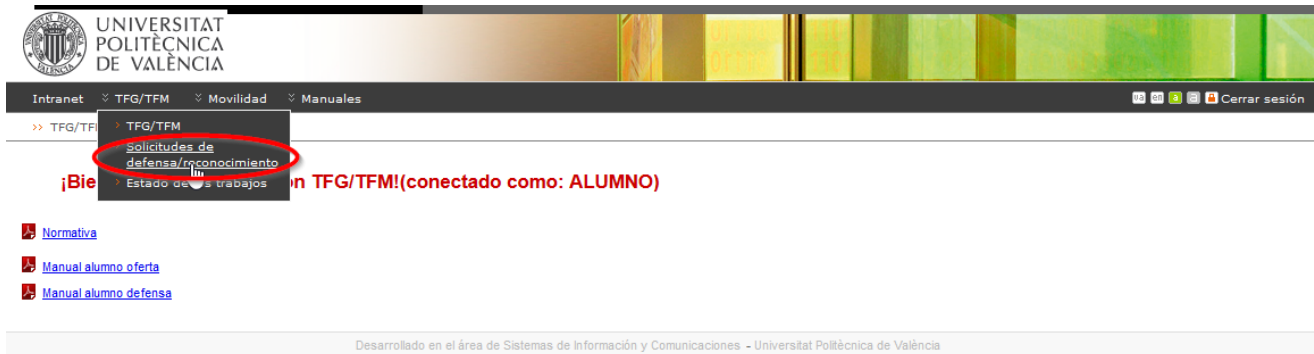 UNIVERSITAT
POLITÈCNICA
DE VALÈNCIA
Intranet TFG/TFM Movilidad Manuales va en a Cerrar sesión
TFG/TF
TFG/TFM
Solicitudes de
defensa/reconocimiento
Estado de trabajos
¡Bie n TFG/TFM!(conectado como: ALUMNO)
Normativa
Manual alumno oferta
Manual alumno defensa
Desarrollado en el área de Sistemas de Información y Comunicaciones - Universitat Politècnica de València